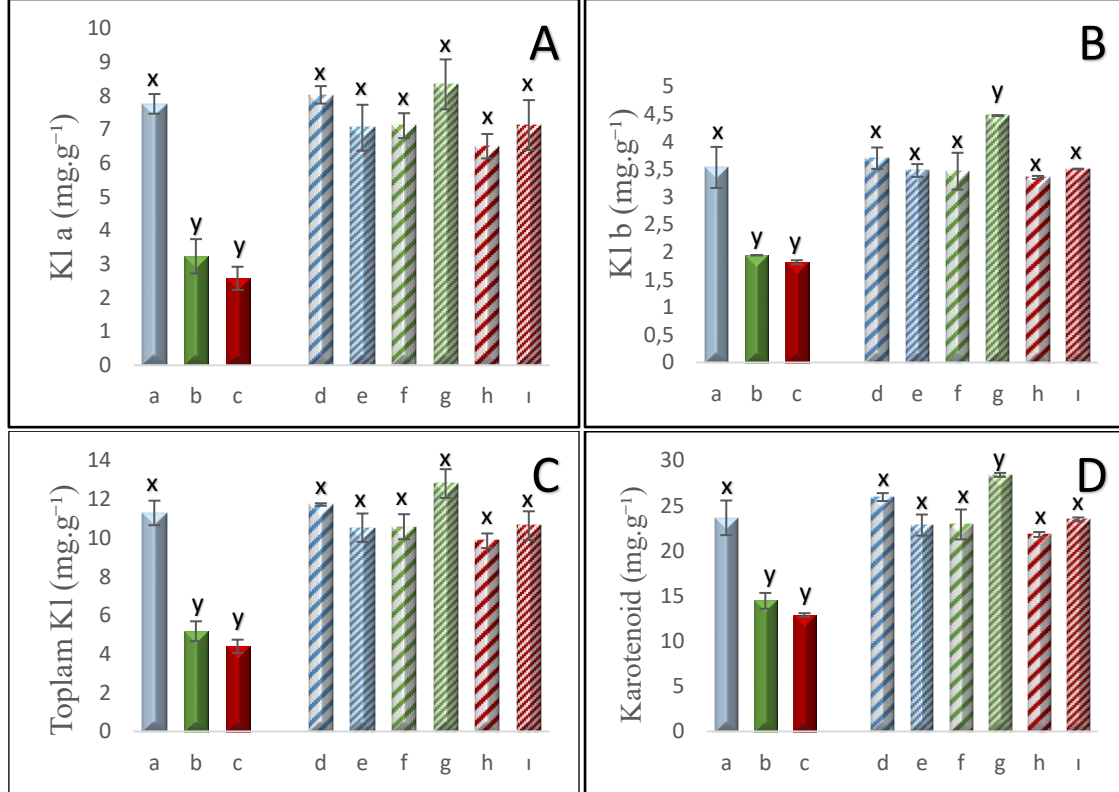 A
Kl a (mg.g⁻¹)
10
9
8
7
6
5
4
3
2
1
0
x y y x x x x x x
a b c d e f g h ı
B
Kl b (mg.g⁻¹)
5
4,5
4
3,5
3
2,5
2
1,5
1
0,5
0
x y y x x x y x x
a b c d e f g h ı
C
Toplam Kl (mg.g⁻¹)
14
12
10
8
6
4
2
0
x y y x x x x x x
a b c d e f g h ı
D
Karotenoid (mg.g⁻¹)
30
25
20
15
10
5
0
x y y x x x y x x
a b c d e f g h ı